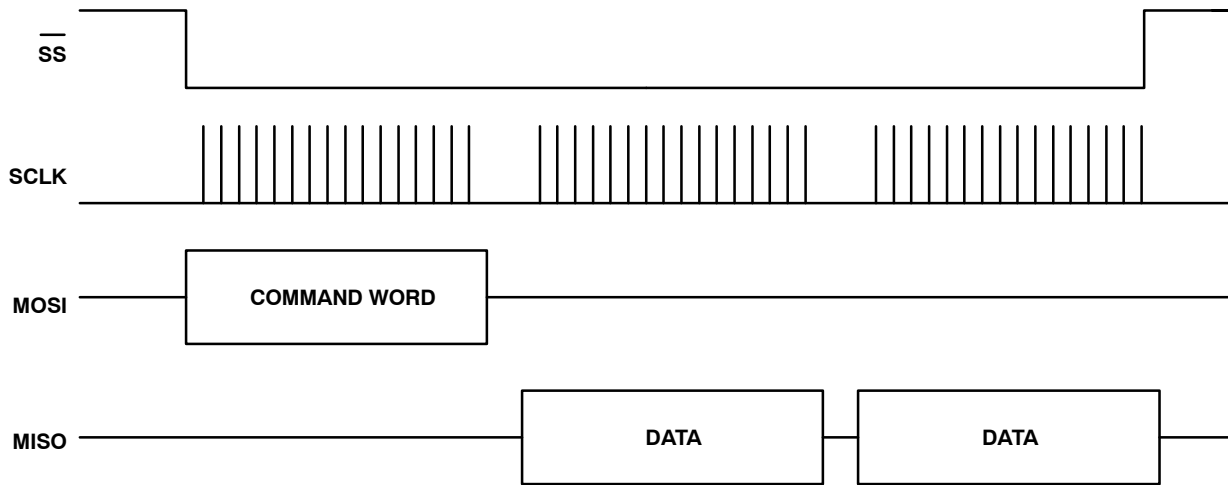 SS
SCLK
MOSI
COMMAND WORD
MISO
DATA
DATA